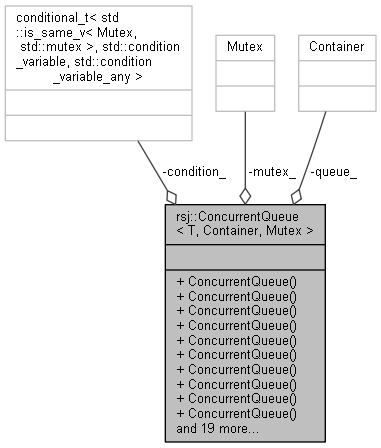 conditional_t< std
::is_same_v< Mutex,
std::mutex >, std::condition
_variable, std::condition
_variable_any >
Mutex
Container
-condition_
-mutex_
-queue_
rsj::ConcurrentQueue
< T, Container, Mutex >
+ ConcurrentQueue()
+ ConcurrentQueue()
+ ConcurrentQueue()
+ ConcurrentQueue()
+ ConcurrentQueue()
+ ConcurrentQueue()
+ ConcurrentQueue()
+ ConcurrentQueue()
+ ConcurrentQueue()
+ ConcurrentQueue()
and 19 more...